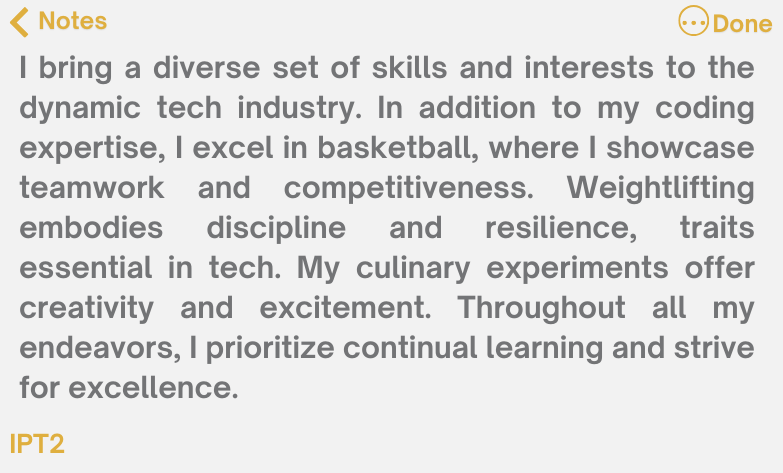 Notes
Done
I bring a diverse set of skills and interests to the
dynamic tech industry. In addition to my coding
expertise, I excel in basketball, where I showcase
teamwork and competitiveness. Weightlifting
embodies discipline and resilience, traits
essential in tech. My culinary experiments offer
creativity and excitement. Throughout all my
endeavors, I prioritize continual learning and strive
for excellence.
IPT2